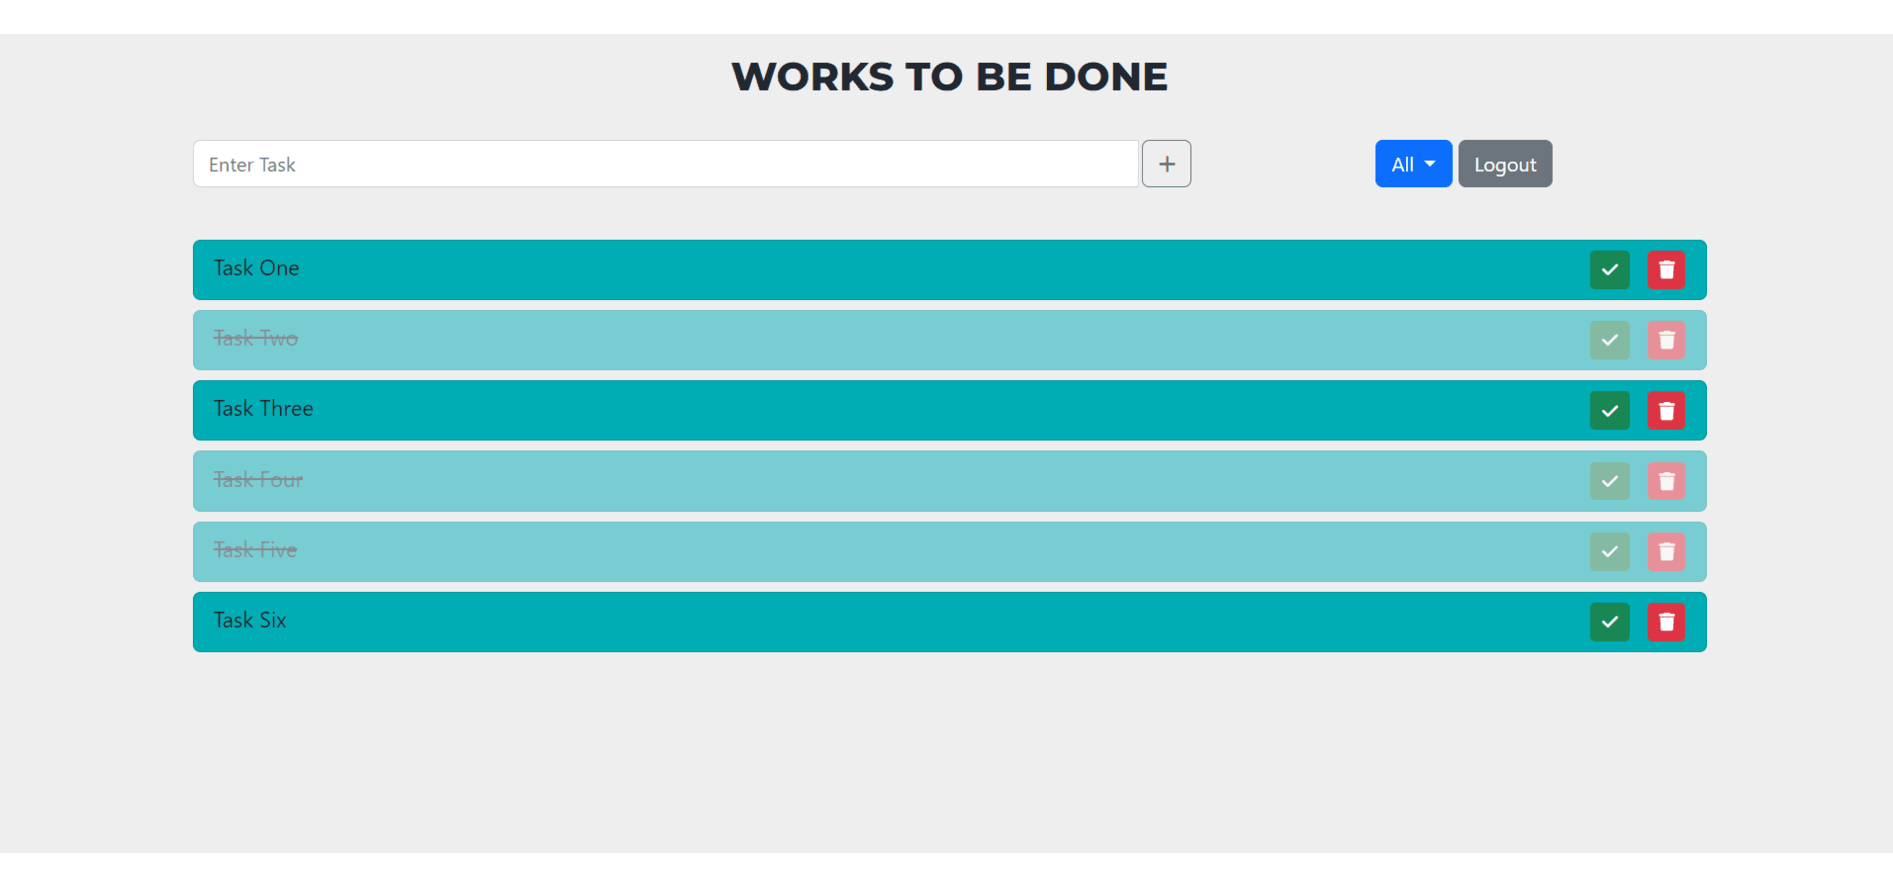 WORKS TO BE DONE
Enter Task
All
Logout
Task One
Task Two
Task Three
Task Four
Task Five
Task Six